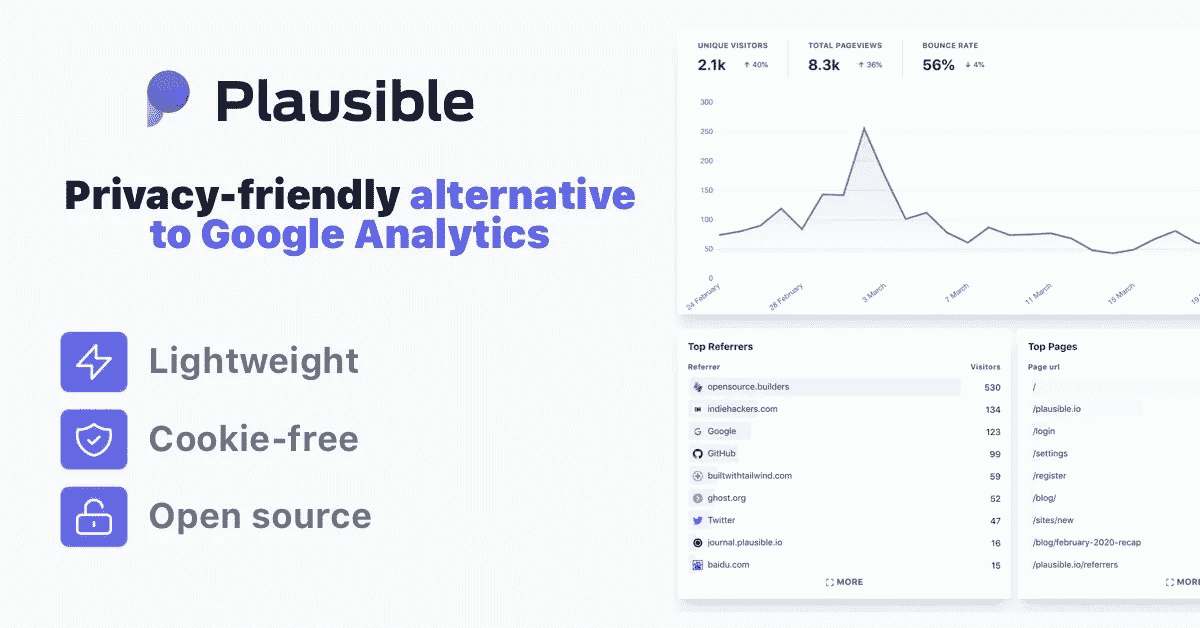 Plausible
Privacy-friendly alternative
to Google Analytics
Lightweight
Cookie-free
Open source
UNIQUE VISITORS
2.1k ↑ 40%
TOTAL PAGEVIEWS
8.3k ↑ 36%
BOUNCE RATE
56% ↓ 4%
300
250
200
150
100
50
0
24 February
28 February
3 March
7 March
11 March
15 March
Top Referrers
Referrer Visitors
opensource.builders 530
indiehackers.com 134
Google 123
GitHub 99
builtwithtailwind.com 59
ghost.org 52
Twitter 47
journal.plausible.io 16
baidu.com 15
MORE
Top Pages
Page url
/
/plausible.io
/login
/settings
/register
/blog/
/sites/new
/blog/february-2020-recap
/plausible.io/referrers